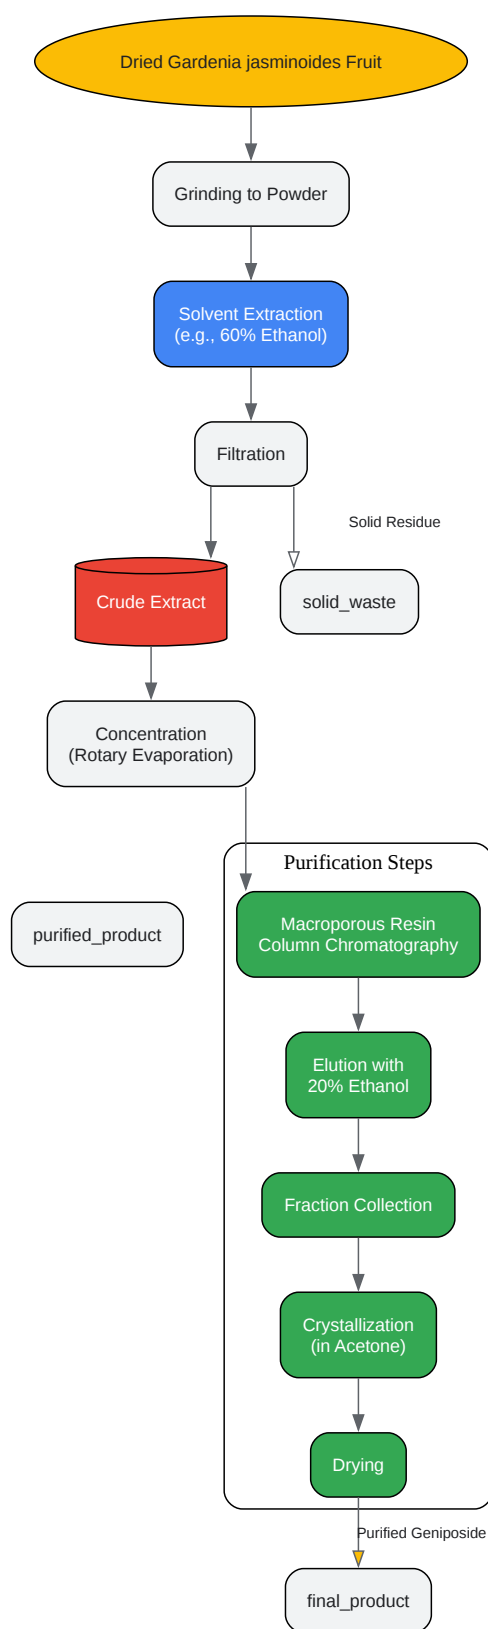 Dried Gardenia jasminoides Fruit
Grinding to Powder
Solvent Extraction
(e.g., 60% Ethanol)
Filtration
Solid Residue
Crude Extract
solid_waste
Concentration
(Rotary Evaporation)
Purification Steps
purified_product
Macroporous Resin
Column Chromatography
Elution with
20% Ethanol
Fraction Collection
Crystallization
(in Acetone)
Drying
Purified Geniposide
final_product